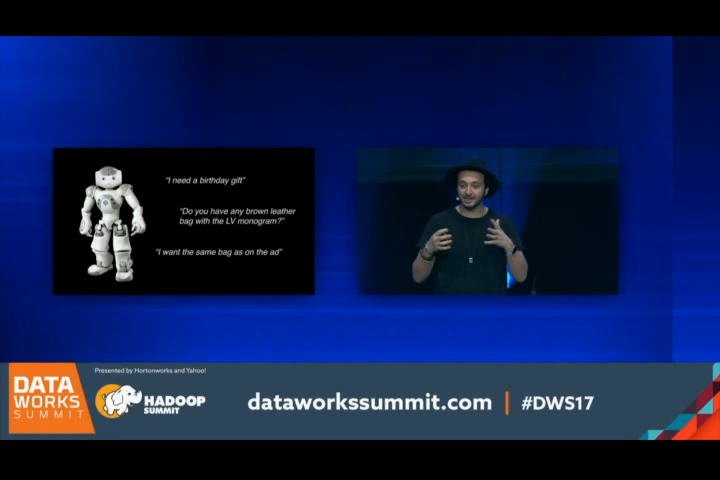 “I need a birthday gift”
“Do you have any brown leather
bag with the LV monogram?”
“I want the same bag as on the ad”
Presented by Hortonworks and Yahoo!
DATA
WORKS
SUMMIT
HADOOP
SUMMIT
dataworkssummit.com | #DWS17